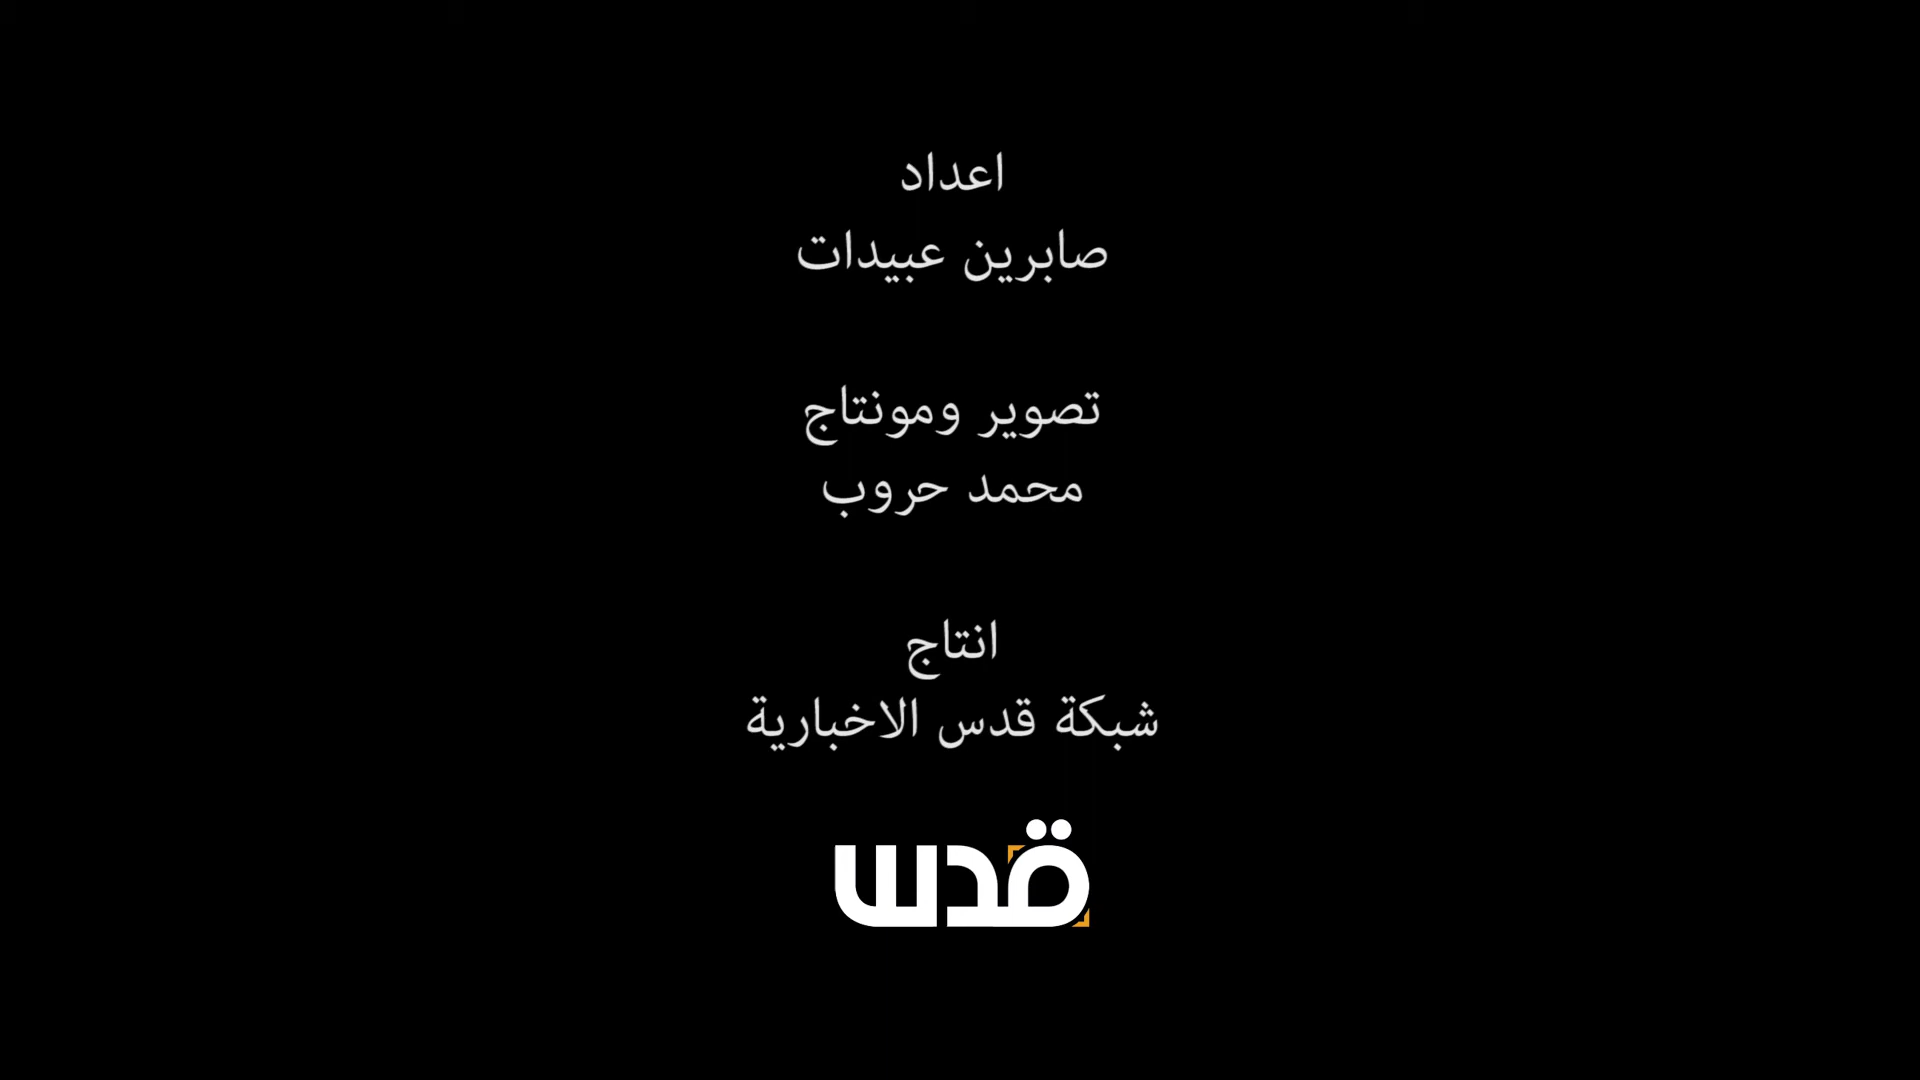 اعداد
صابرين عبيدات
تصوير ومونتاج
محمد حروب
انتاج
شبكة قدس الاخبارية
قدس